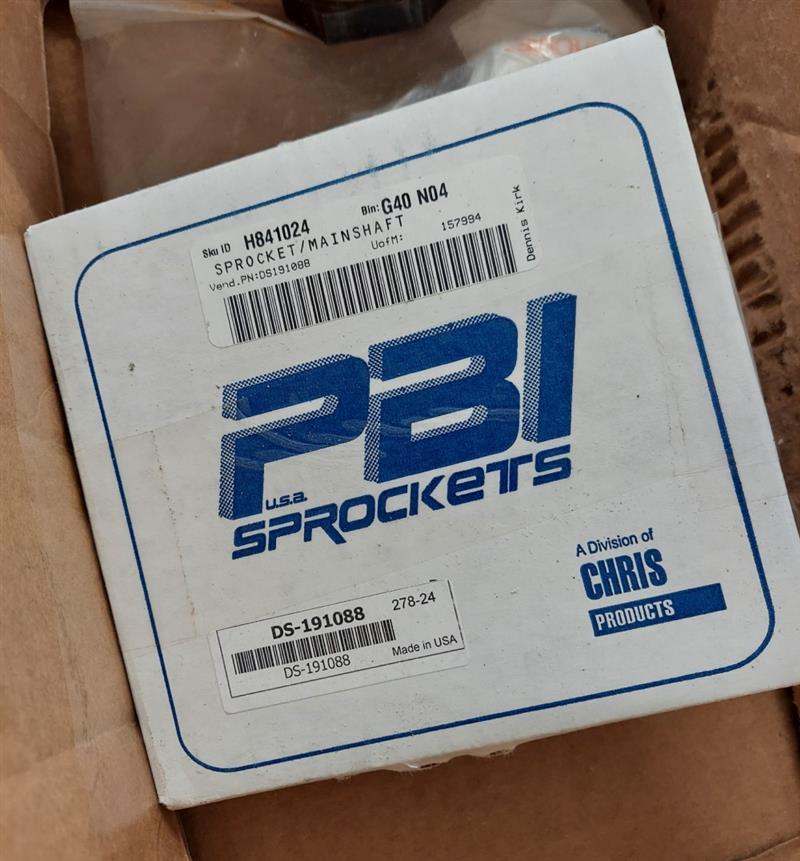 Sku ID H841024 Bin: G40 N04
SPROCKET/MAINSHAFT
Vend.PN:DS191088 UofM: 157994
Dennis Kirk
PBI
u.s.a.
SPROCKETS
A Division of
CHRIS
PRODUCTS
DS-191088 278-24
DS-191088 Made in USA